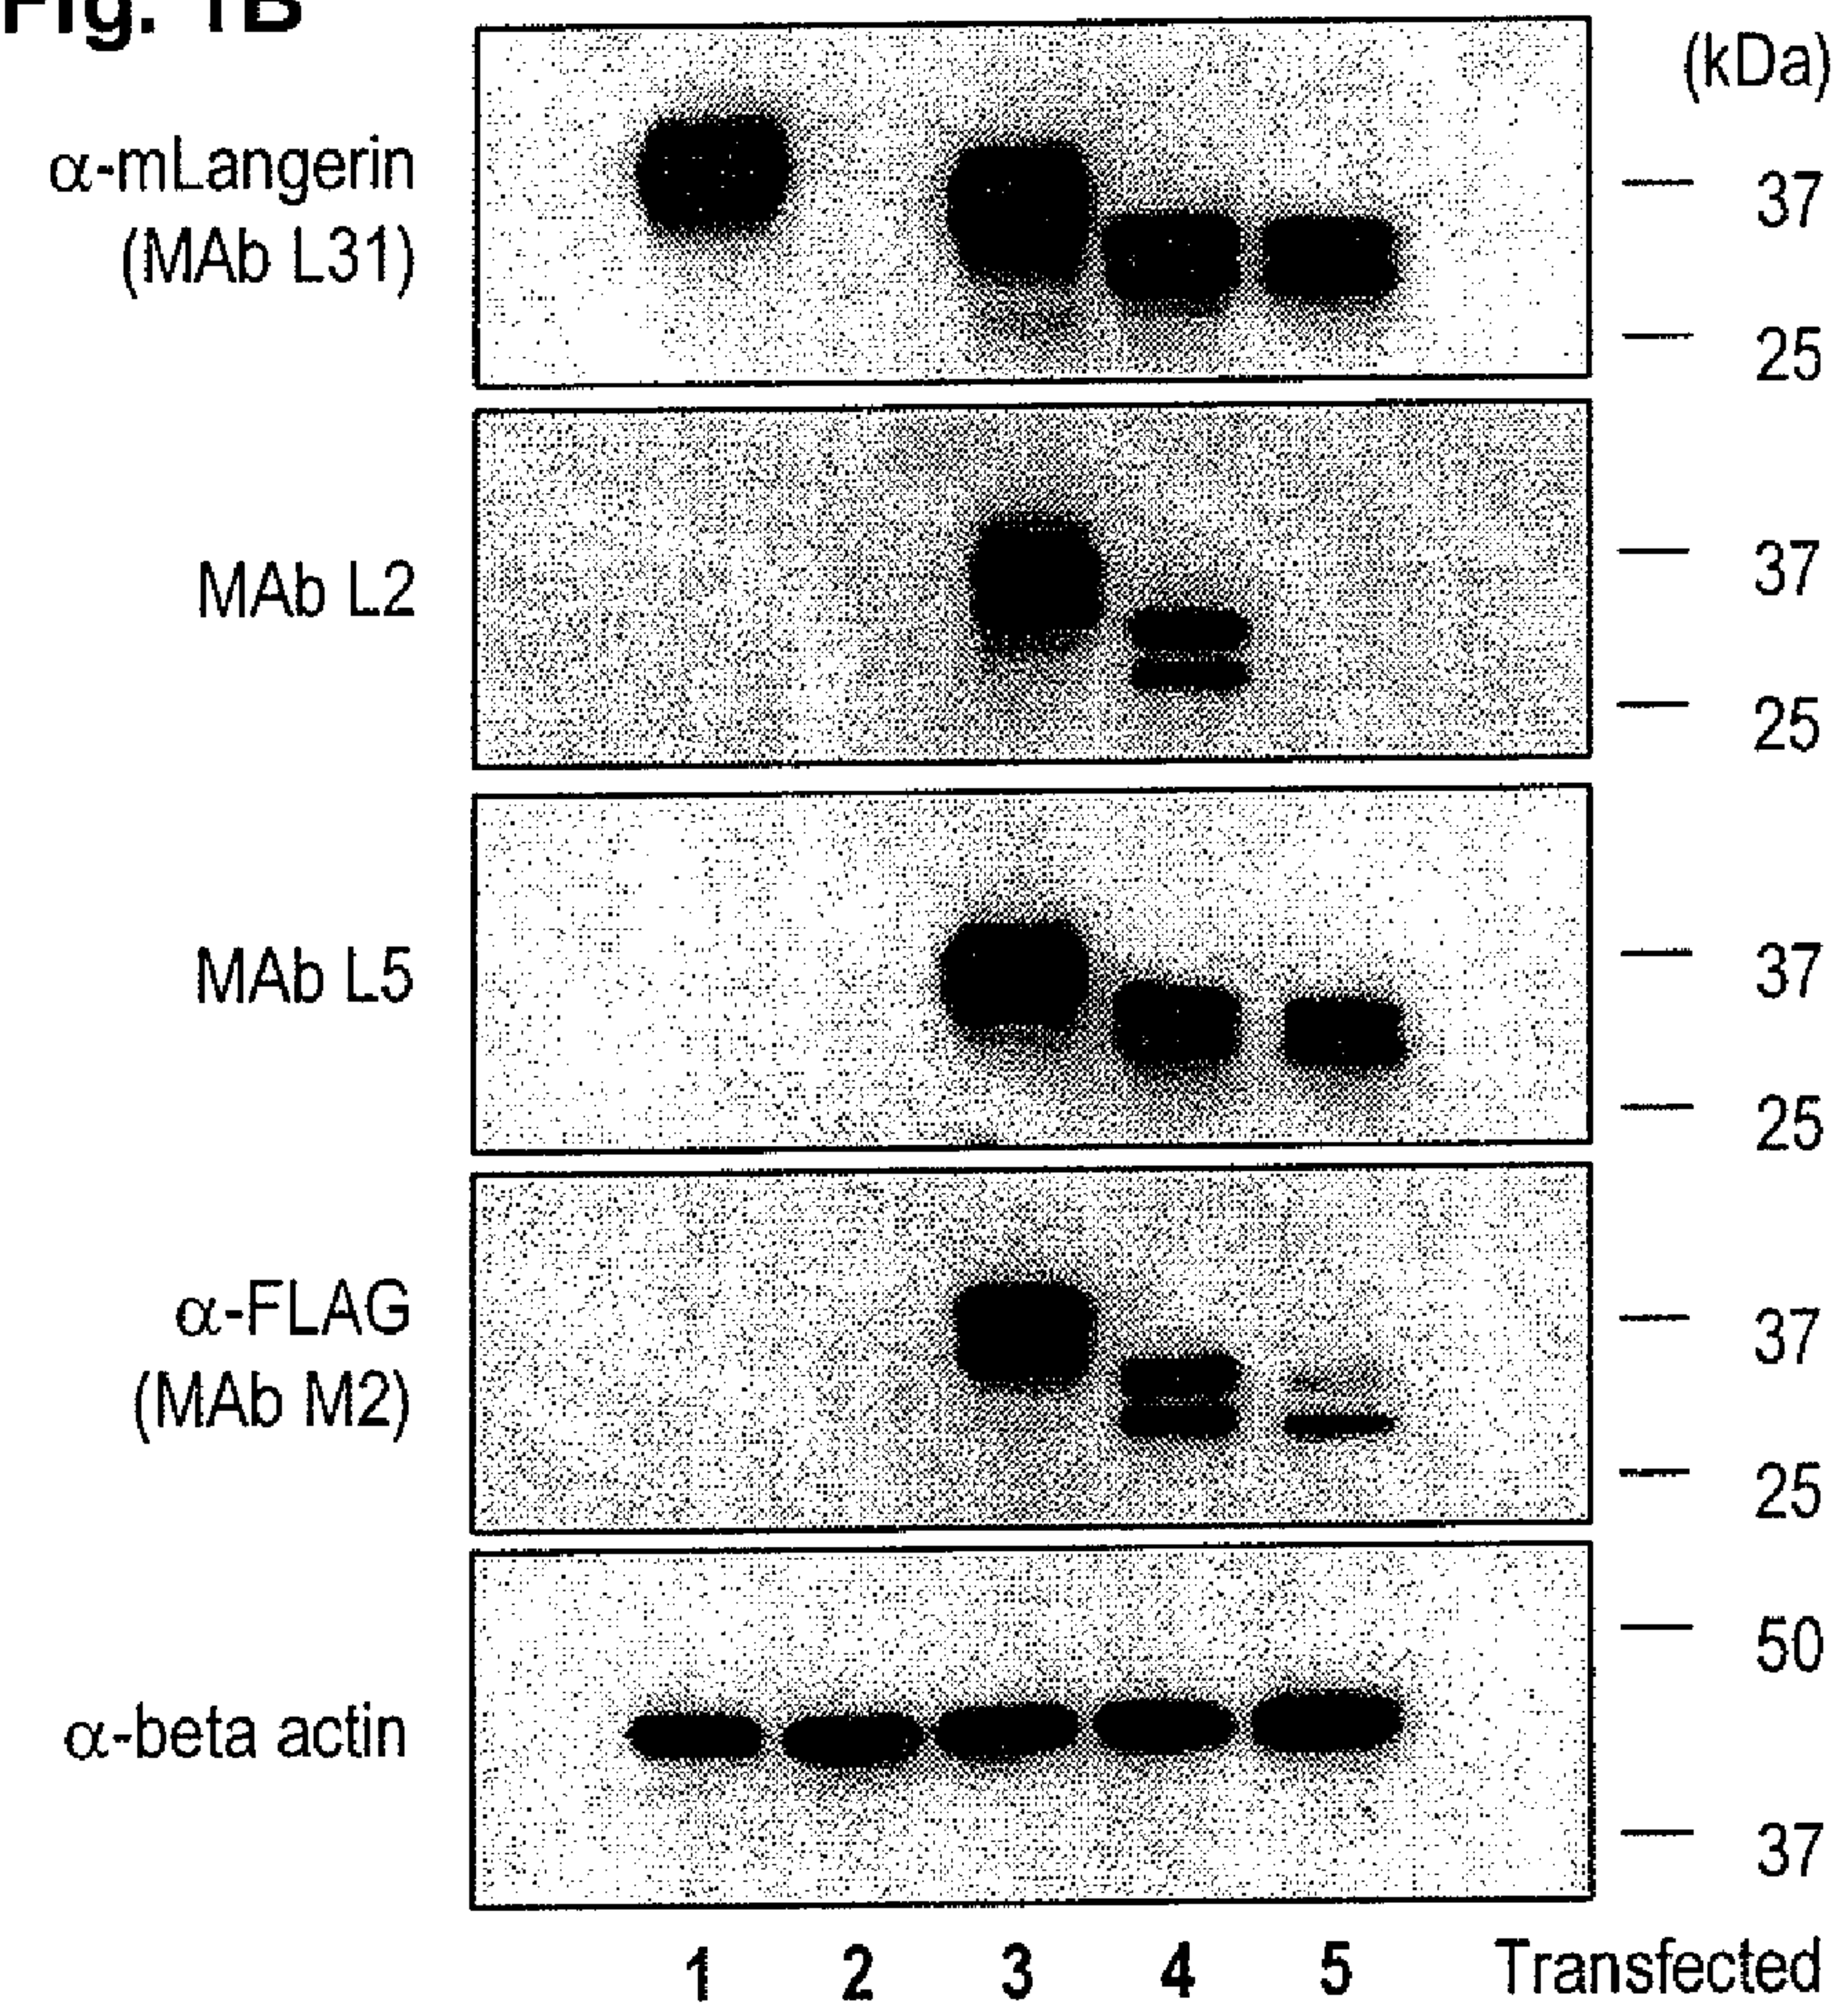 Fig. 1B
(kDa)
α-mLangerin
(MAb L31)
37
25
MAb L2
37
25
MAb L5
37
25
α-FLAG
(MAb M2)
37
25
α-beta actin
50
37
1 2 3 4 5 Transfected